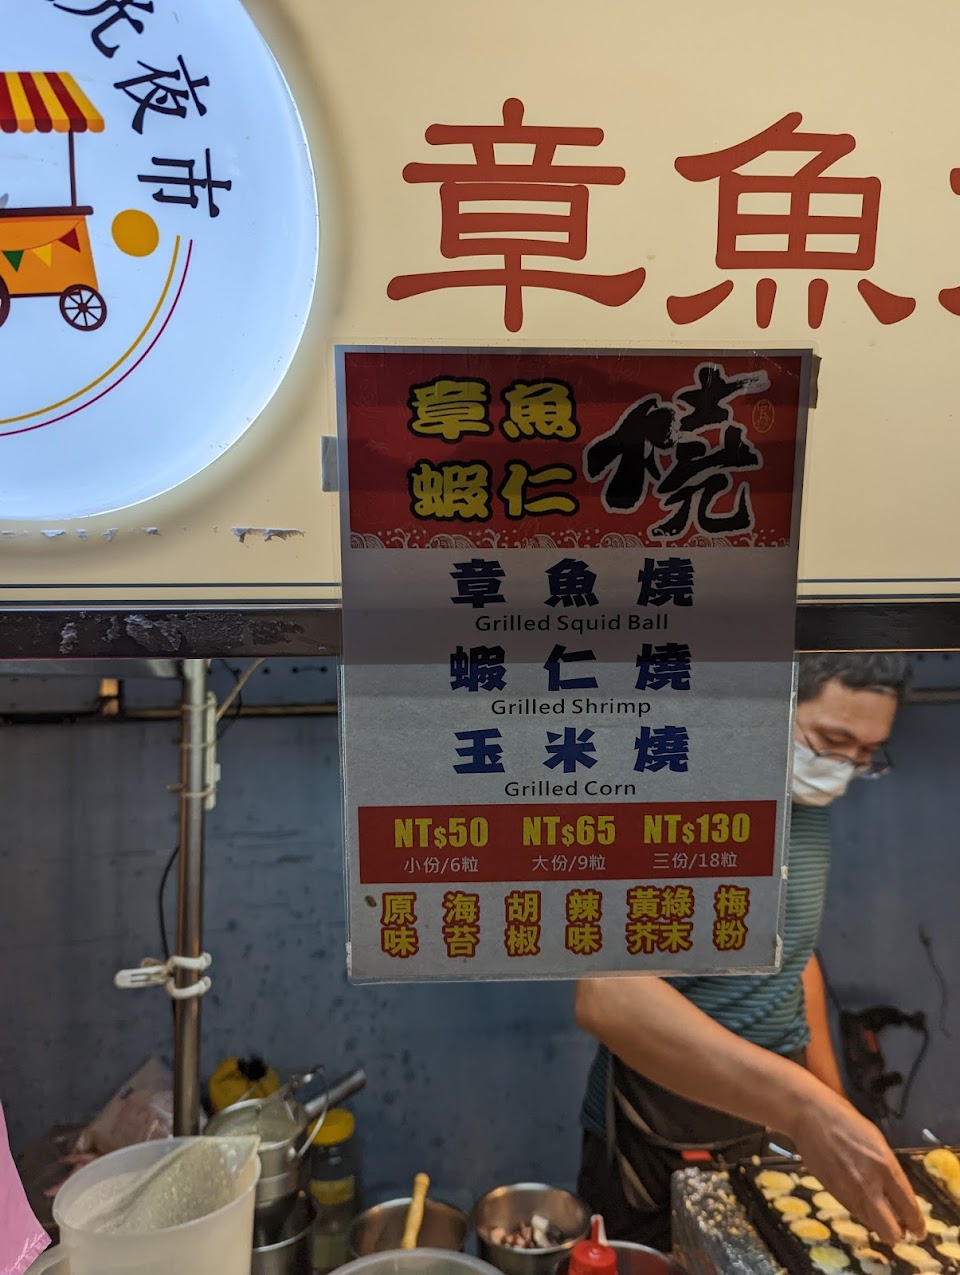 光夜市
章魚
章魚
蝦仁
燒
章魚燒
Grilled Squid Ball
蝦仁燒
Grilled Shrimp
玉米燒
Grilled Corn
NT$50 NT$65 NT$130
小份/6粒 大份/9粒 三份/18粒
原味 海苔 胡椒 辣味 黃芥 綠末 梅粉